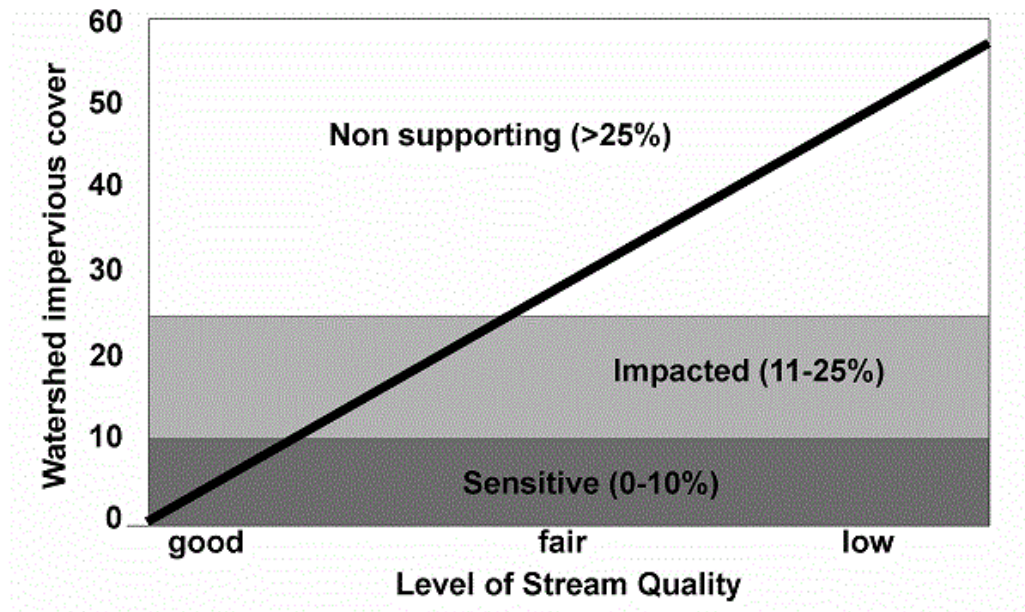 Watershed impervious cover
60
50
40
30
20
10
0
Non supporting (>25%)
Impacted (11-25%)
Sensitive (0-10%)
good fair low
Level of Stream Quality